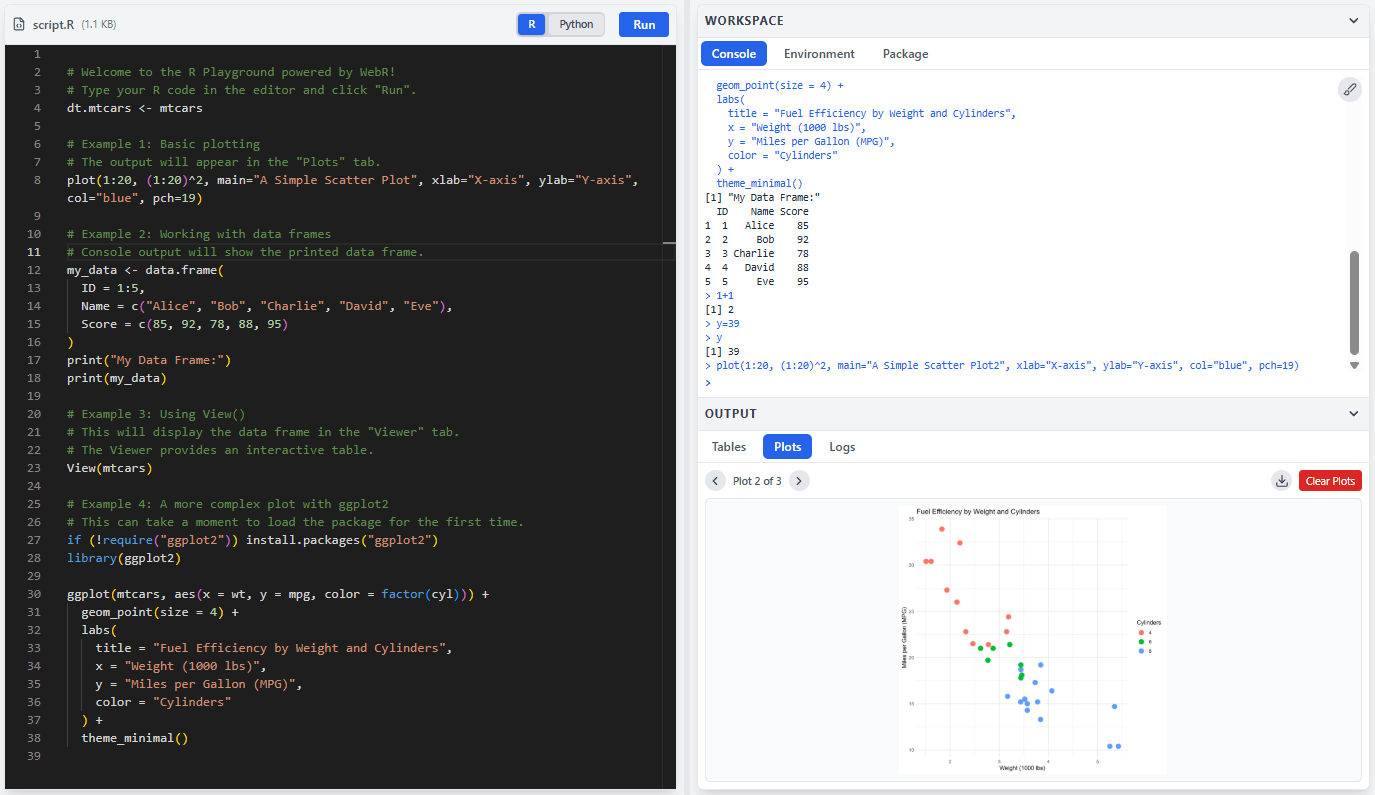 script.R (1.1 KB) R Python Run
1
2 # Welcome to the R Playground powered by WebR!
3 # Type your R code in the editor and click "Run".
4 dt.mtcars <- mtcars
5
6 # Example 1: Basic plotting
7 # The output will appear in the "Plots" tab.
8 plot(1:20, (1:20)^2, main="A Simple Scatter Plot", xlab="X-axis", ylab="Y-axis",
col="blue", pch=19)
9
10 # Example 2: Working with data frames
11 # Console output will show the printed data frame.
12 my_data <- data.frame(
13 ID = 1:5,
14 Name = c("Alice", "Bob", "Charlie", "David", "Eve"),
15 Score = c(85, 92, 78, 88, 95)
16 )
17 print("My Data Frame:")
18 print(my_data)
19
20 # Example 3: Using View()
21 # This will display the data frame in the "Viewer" tab.
22 # The Viewer provides an interactive table.
23 View(mtcars)
24
25 # Example 4: A more complex plot with ggplot2
26 # This can take a moment to load the package for the first time.
27 if (!require("ggplot2")) install.packages("ggplot2")
28 library(ggplot2)
29
30 ggplot(mtcars, aes(x = wt, y = mpg, color = factor(cyl))) +
31 geom_point(size = 4) +
32 labs(
33 title = "Fuel Efficiency by Weight and Cylinders",
34 x = "Weight (1000 lbs)",
35 y = "Miles per Gallon (MPG)",
36 color = "Cylinders"
37 ) +
38 theme_minimal()
39
WORKSPACE
Console Environment Package
geom_point(size = 4) +
labs(
title = "Fuel Efficiency by Weight and Cylinders",
x = "Weight (1000 lbs)",
y = "Miles per Gallon (MPG)",
color = "Cylinders"
) +
theme_minimal()
[1] "My Data Frame:"
ID Name Score
1 1 Alice 85
2 2 Bob 92
3 3 Charlie 78
4 4 David 88
5 5 Eve 95
> 1+1
[1] 2
> y=39
> y
[1] 39
> plot(1:20, (1:20)^2, main="A Simple Scatter Plot2", xlab="X-axis", ylab="Y-axis", col="blue", pch=19)
>
OUTPUT
Tables Plots Logs
Plot 2 of 3 Clear Plots
Fuel Efficiency by Weight and Cylinders
35
30
25
20
15
10
Miles per Gallon (MPG)
2 3 4 5
Weight (1000 lbs)
Cylinders
4
6
8